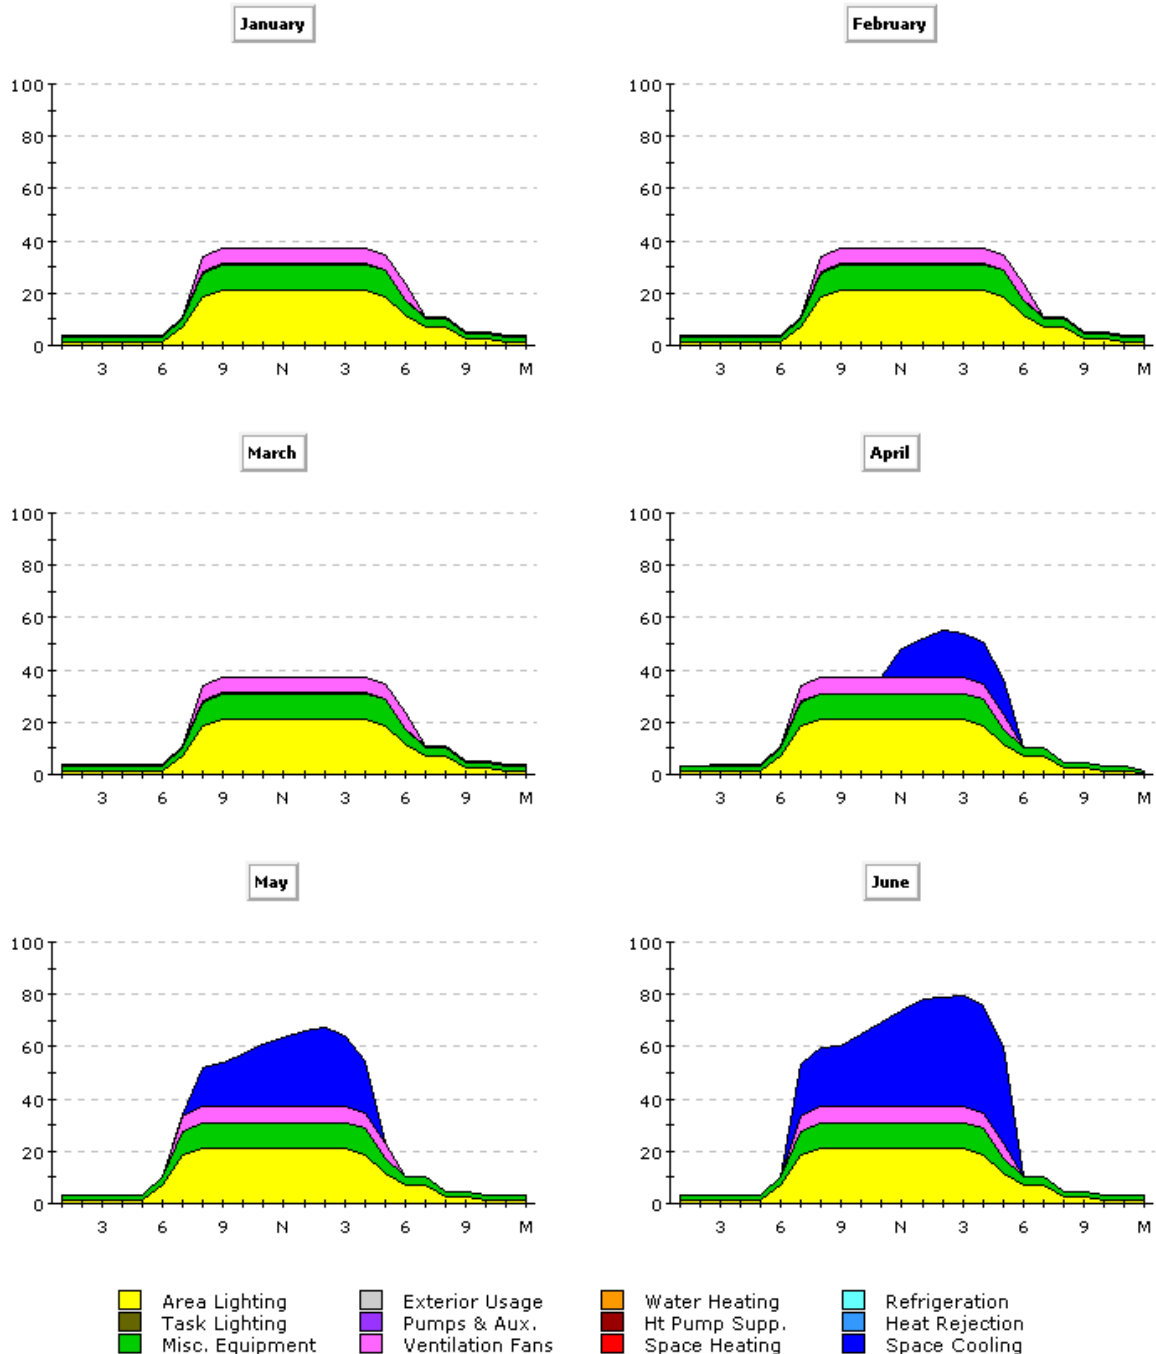 January
February
100
80
60
40
20
0
3 6 9 N 3 6 9 M
100
80
60
40
20
0
3 6 9 N 3 6 9 M
March
April
100
80
60
40
20
0
3 6 9 N 3 6 9 M
100
80
60
40
20
0
3 6 9 N 3 6 9 M
May
June
100
80
60
40
20
0
3 6 9 N 3 6 9 M
100
80
60
40
20
0
3 6 9 N 3 6 9 M
Area Lighting
Task Lighting
Misc. Equipment
Exterior Usage
Pumps & Aux.
Ventilation Fans
Water Heating
Ht Pump Supp.
Space Heating
Refrigeration
Heat Rejection
Space Cooling